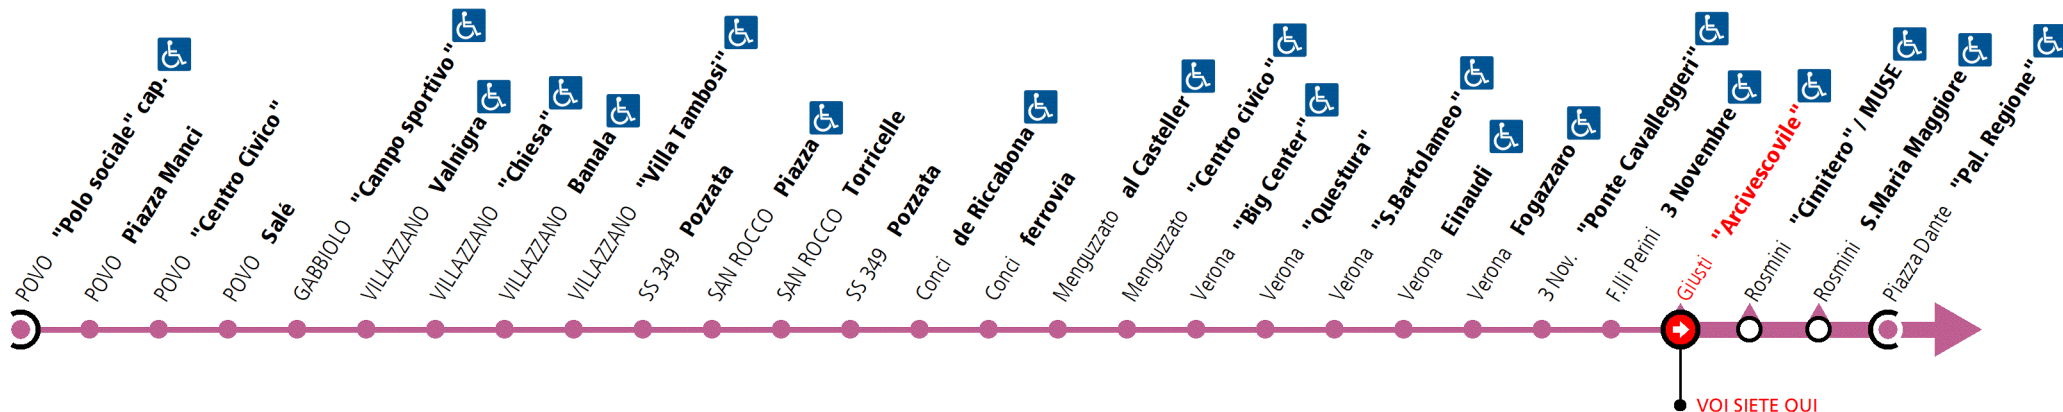 POVO "Polo sociale" cap.
POVO Piazza Manci
POVO "Centro Civico"
POVO Salé
GABBIOLO "Campo sportivo"
VILLAZZANO Valnigra
VILLAZZANO "Chiesa"
VILLAZZANO Banala
VILLAZZANO "Villa Tambosi"
SS 349 Pozzata
SAN ROCCO Piazza
SAN ROCCO Torricelle
SS 349 Pozzata
Conci de Riccabona
Conci ferrovia
Menguzzato al Casteller
Menguzzato "Centro civico"
Verona "Big Center"
Verona "Questura"
Verona "S.Bartolameo"
Verona Einaudi
Verona Fogazzaro
3 Nov. "Ponte Cavalleggeri"
F.lli Perini 3 Novembre
Giusti "Arcivescovile"
Rosmini "Cimitero" / MUSE
Rosmini S.Maria Maggiore
Piazza Dante "Pal. Regione"
VOI SIETE QUI